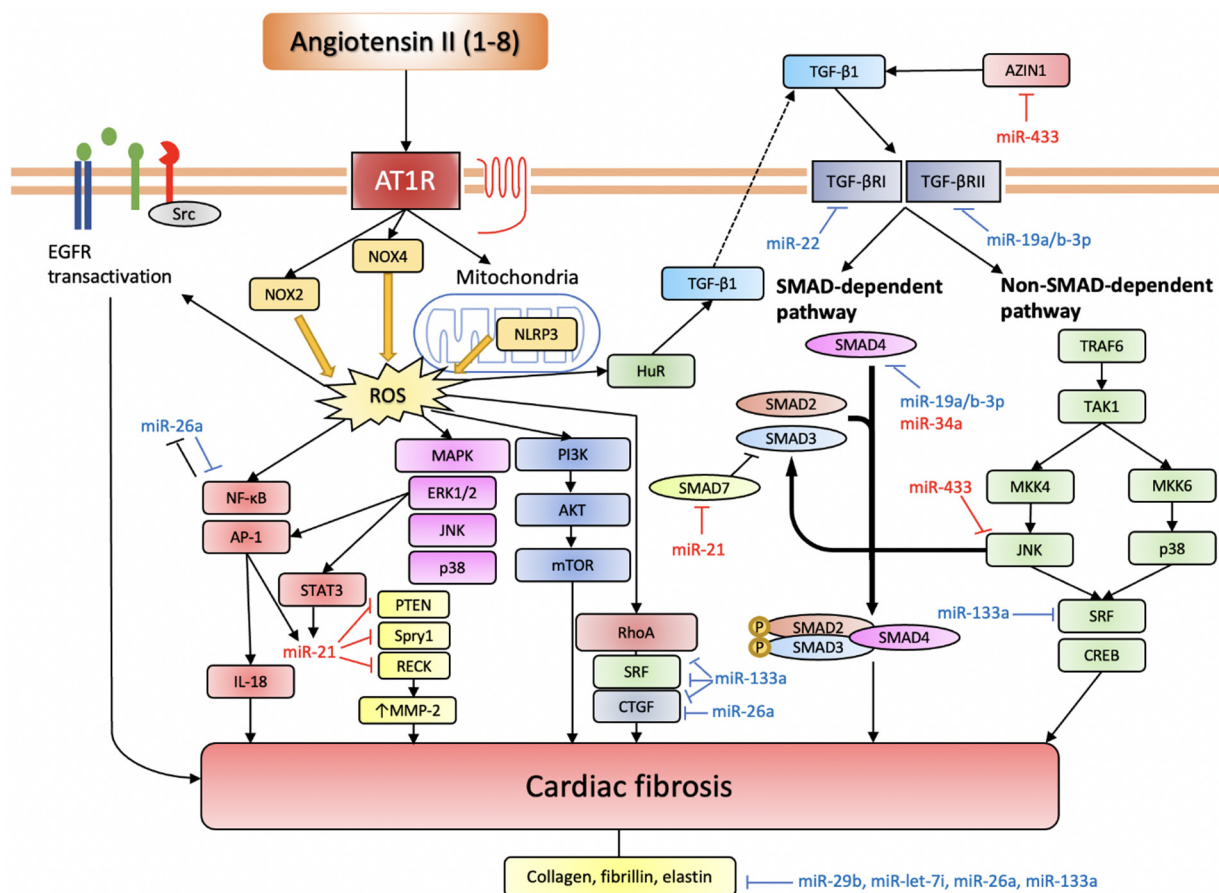 Angiotensin II (1-8)
TGF-β1
AZIN1
miR-433
AT1R
Src
TGF-βRI
TGF-βRII
miR-22
miR-19a/b-3p
EGFR
transactivation
NOX2
NOX4
Mitochondria
NLRP3
TGF-β1
HuR
SMAD-dependent
pathway
Non-SMAD-dependent
pathway
ROS
SMAD4
miR-19a/b-3p
miR-34a
SMAD2
SMAD3
SMAD7
miR-21
TRAF6
TAK1
MKK4
MKK6
miR-433
JNK
p38
miR-26a
NF-κB
AP-1
MAPK
ERK1/2
JNK
p38
PI3K
AKT
mTOR
STAT3
miR-21
PTEN
Spry1
RECK
↑MMP-2
IL-18
RhoA
SRF
CTGF
miR-133a
miR-26a
P
SMAD2
P
SMAD3
SMAD4
miR-133a
SRF
CREB
Cardiac fibrosis
Collagen, fibrillin, elastin
miR-29b, miR-let-7i, miR-26a, miR-133a